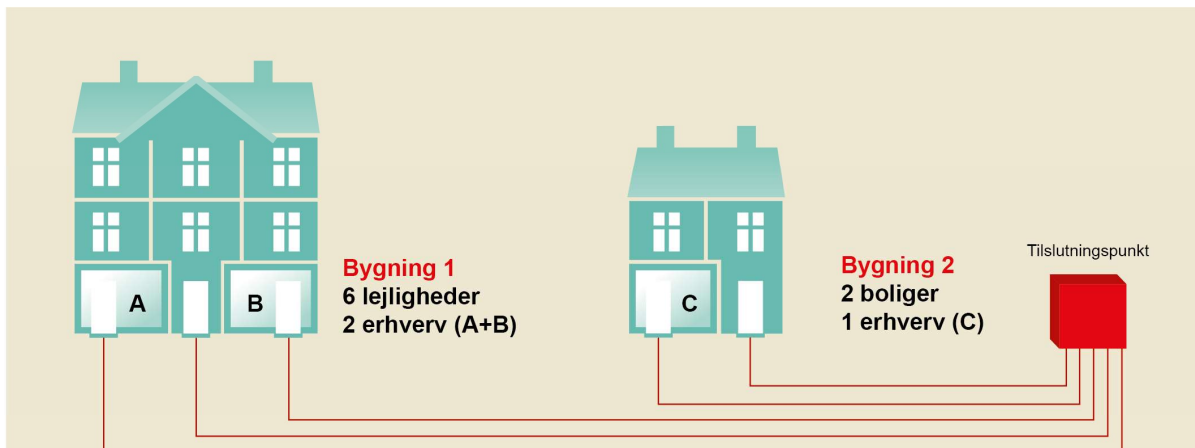 A
B
Bygning 1
6 lejligheder
2 erhverv (A+B)
C
Bygning 2
2 boliger
1 erhverv (C)
Tilslutningspunkt